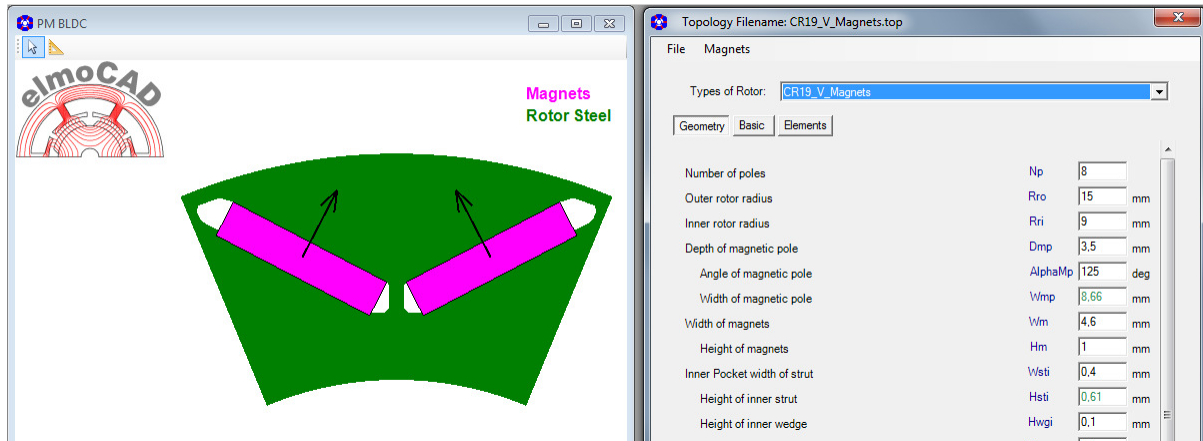 PM BLDC
elmoCAD
Magnets
Rotor Steel
Topology Filename: CR19_V_Magnets.top
File Magnets
Types of Rotor: CR19_V_Magnets
Geometry Basic Elements
Number of poles Np 8
Outer rotor radius Rro 15 mm
Inner rotor radius Rri 9 mm
Depth of magnetic pole Dmp 3,5 mm
Angle of magnetic pole AlphaMp 125 deg
Width of magnetic pole Wmp 8,66 mm
Width of magnets Wm 4,6 mm
Height of magnets Hm 1 mm
Inner Pocket width of strut Wsti 0,4 mm
Height of inner strut Hsti 0,61 mm
Height of inner wedge Hwgi 0,1 mm